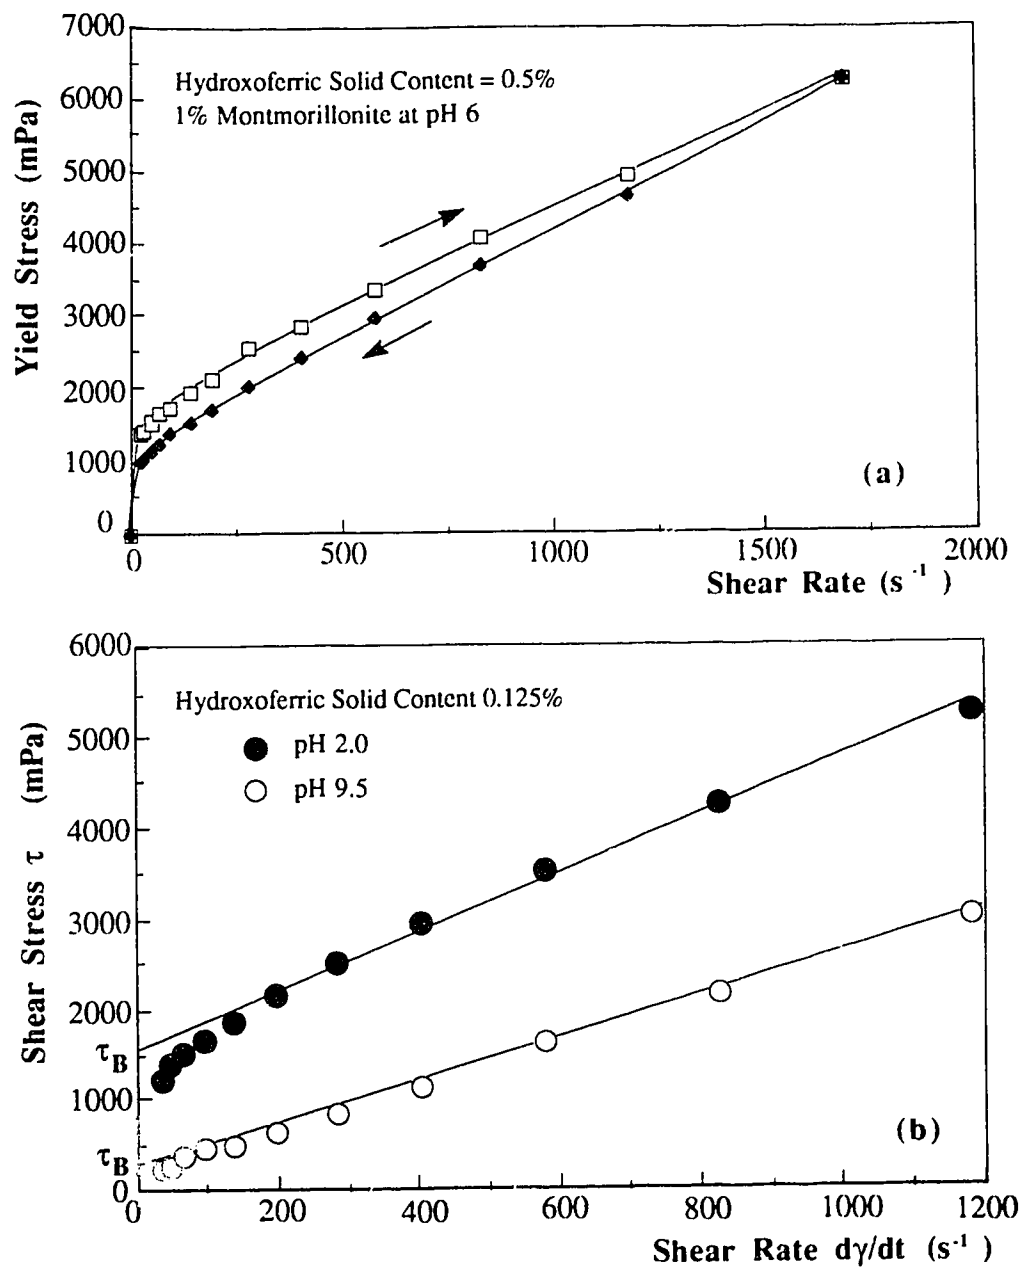 7000
6000
5000
4000
3000
2000
1000
0
Yield Stress (mPa)
Hydroxoferric Solid Content = 0.5%
1% Montmorillonite at pH 6
(a)
0 500 1000 1500 2000
Shear Rate (s⁻¹)
6000
5000
4000
3000
2000
τB
1000
τB
0
Shear Stress τ (mPa)
Hydroxoferric Solid Content 0.125%
pH 2.0
pH 9.5
(b)
0 200 400 600 800 1000 1200
Shear Rate dγ/dt (s⁻¹)